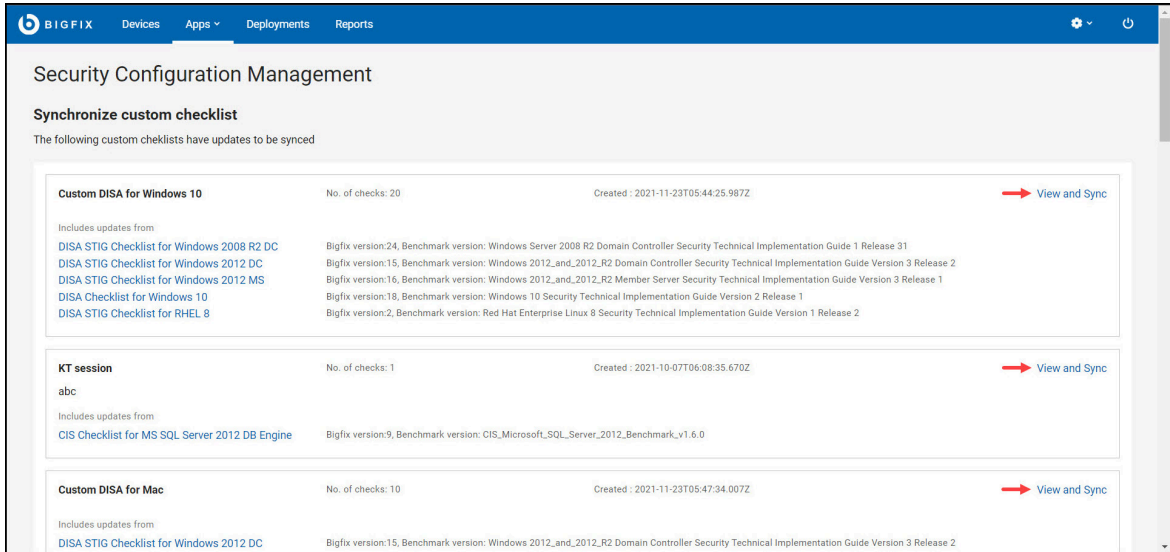 BIGFIX Devices Apps Deployments Reports
Security Configuration Management
Synchronize custom checklist
The following custom cheklists have updates to be synced
Custom DISA for Windows 10 No. of checks: 20 Created : 2021-11-23T05:44:25.987Z View and Sync
Includes updates from
DISA STIG Checklist for Windows 2008 R2 DC Bigfix version:24, Benchmark version: Windows Server 2008 R2 Domain Controller Security Technical Implementation Guide 1 Release 31
DISA STIG Checklist for Windows 2012 DC Bigfix version:15, Benchmark version: Windows 2012_and_2012_R2 Domain Controller Security Technical Implementation Guide Version 3 Release 2
DISA STIG Checklist for Windows 2012 MS Bigfix version:16, Benchmark version: Windows 2012_and_2012_R2 Member Server Security Technical Implementation Guide Version 3 Release 1
DISA Checklist for Windows 10 Bigfix version:18, Benchmark version: Windows 10 Security Technical Implementation Guide Version 2 Release 1
DISA STIG Checklist for RHEL 8 Bigfix version:2, Benchmark version: Red Hat Enterprise Linux 8 Security Technical Implementation Guide Version 1 Release 2
KT session No. of checks: 1 Created : 2021-10-07T06:08:35.670Z View and Sync
abc
Includes updates from
CIS Checklist for MS SQL Server 2012 DB Engine Bigfix version:9, Benchmark version: CIS_Microsoft_SQL_Server_2012_Benchmark_v1.6.0
Custom DISA for Mac No. of checks: 10 Created : 2021-11-23T05:47:34.007Z View and Sync
Includes updates from
DISA STIG Checklist for Windows 2012 DC Bigfix version:15, Benchmark version: Windows 2012_and_2012_R2 Domain Controller Security Technical Implementation Guide Version 3 Release 2